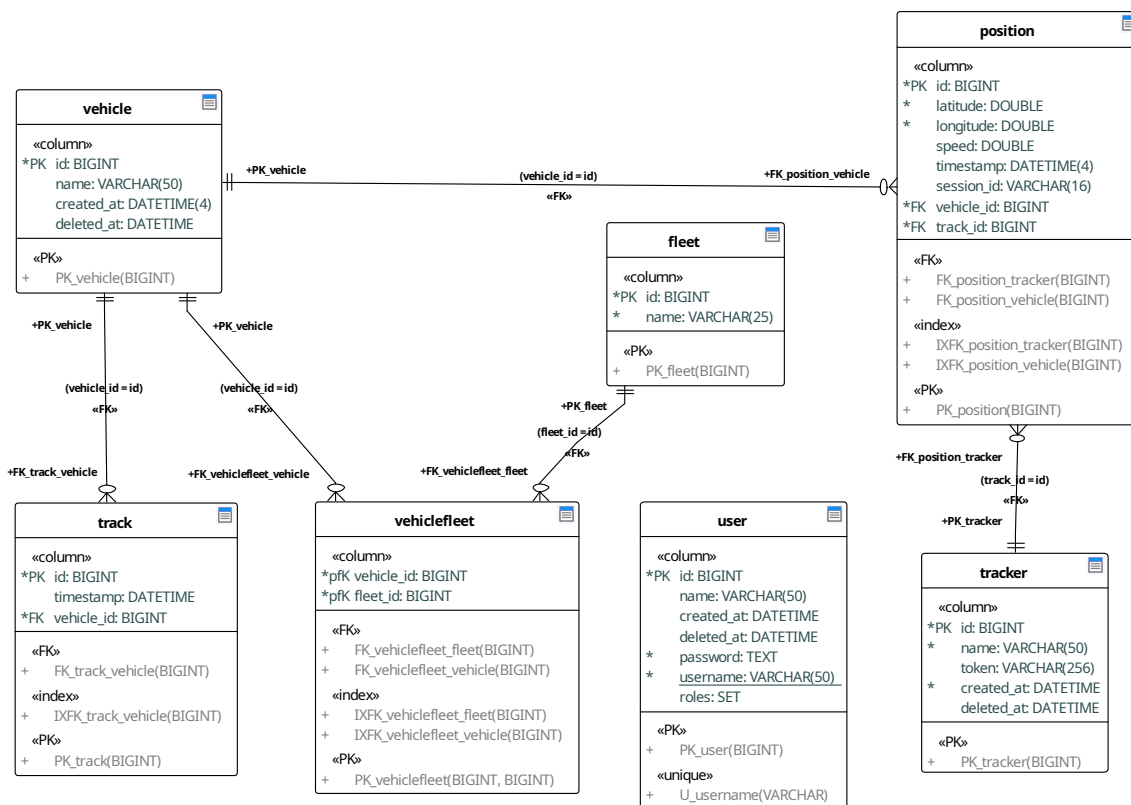 position
«column»
*PK id: BIGINT
* latitude: DOUBLE
* longitude: DOUBLE
speed: DOUBLE
timestamp: DATETIME(4)
session_id: VARCHAR(16)
*FK vehicle_id: BIGINT
*FK track_id: BIGINT
«FK»
+ FK_position_tracker(BIGINT)
+ FK_position_vehicle(BIGINT)
«index»
+ IXFK_position_tracker(BIGINT)
+ IXFK_position_vehicle(BIGINT)
«PK»
+ PK_position(BIGINT)
vehicle
«column»
*PK id: BIGINT
name: VARCHAR(50)
created_at: DATETIME(4)
deleted_at: DATETIME
«PK»
+ PK_vehicle(BIGINT)
+PK_vehicle
(vehicle_id = id)
«FK»
+FK_position_vehicle
fleet
«column»
*PK id: BIGINT
* name: VARCHAR(25)
«PK»
+ PK_fleet(BIGINT)
+PK_vehicle
(vehicle_id = id)
«FK»
+FK_track_vehicle
+PK_vehicle
(vehicle_id = id)
«FK»
+FK_vehiclefleet_vehicle
+PK_fleet
(fleet_id = id)
«FK»
+FK_vehiclefleet_fleet
+FK_position_tracker
(track_id = id)
«FK»
+PK_tracker
track
«column»
*PK id: BIGINT
timestamp: DATETIME
*FK vehicle_id: BIGINT
«FK»
+ FK_track_vehicle(BIGINT)
«index»
+ IXFK_track_vehicle(BIGINT)
«PK»
+ PK_track(BIGINT)
vehiclefleet
«column»
*pfK vehicle_id: BIGINT
*pfK fleet_id: BIGINT
«FK»
+ FK_vehiclefleet_fleet(BIGINT)
+ FK_vehiclefleet_vehicle(BIGINT)
«index»
+ IXFK_vehiclefleet_fleet(BIGINT)
+ IXFK_vehiclefleet_vehicle(BIGINT)
«PK»
+ PK_vehiclefleet(BIGINT, BIGINT)
user
«column»
*PK id: BIGINT
name: VARCHAR(50)
created_at: DATETIME
deleted_at: DATETIME
* password: TEXT
* username: VARCHAR(50)
roles: SET
«PK»
+ PK_user(BIGINT)
«unique»
+ U_username(VARCHAR)
tracker
«column»
*PK id: BIGINT
* name: VARCHAR(50)
token: VARCHAR(256)
* created_at: DATETIME
deleted_at: DATETIME
«PK»
+ PK_tracker(BIGINT)